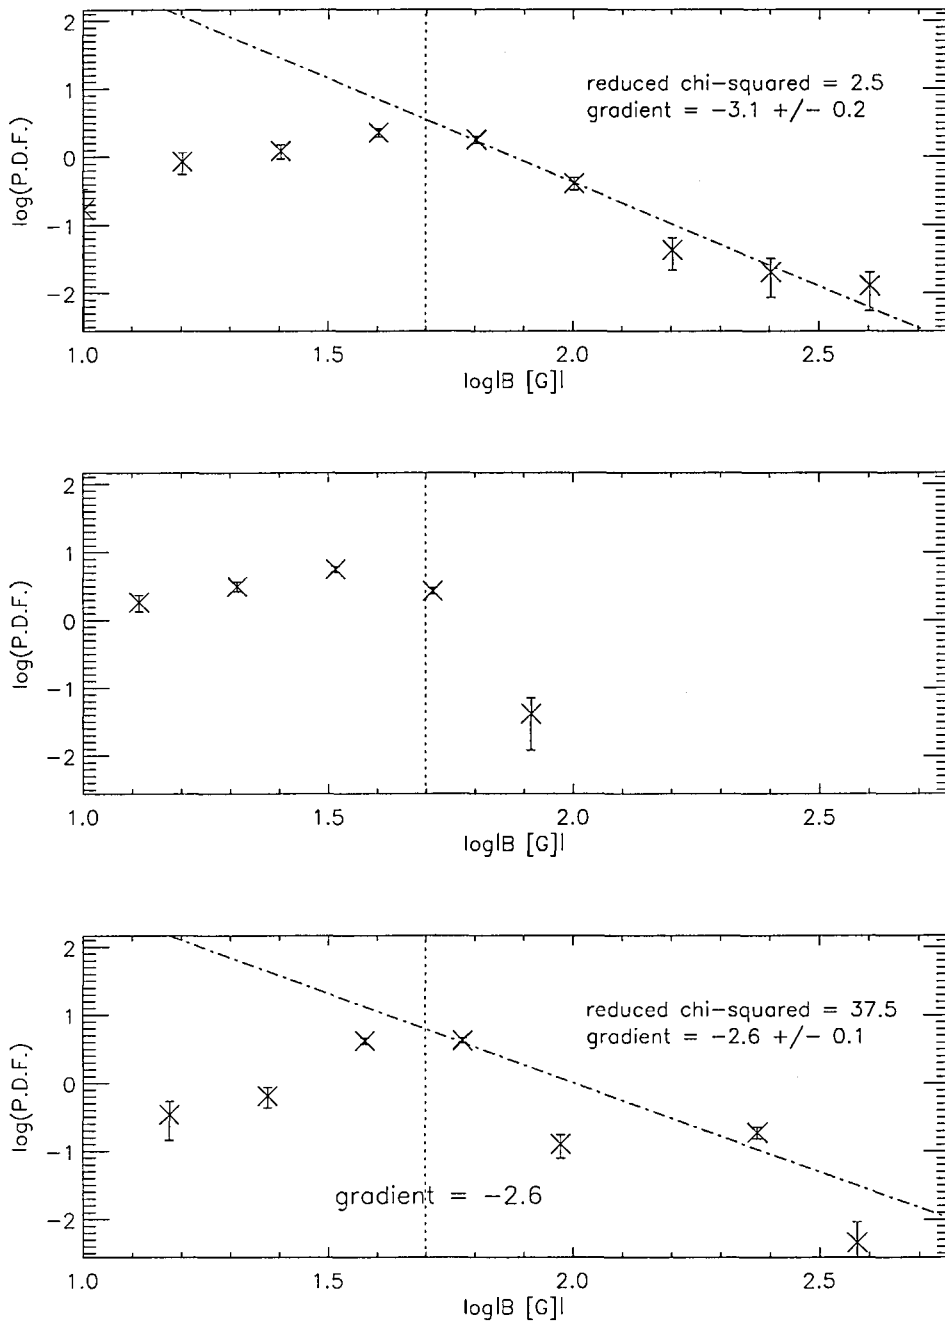 2
1
0
−1
−2
log(P.D.F.)
reduced chi−squared = 2.5
gradient = −3.1 +/− 0.2
1.0 1.5 2.0 2.5
log|B [G]|
2
1
0
−1
−2
log(P.D.F.)
1.0 1.5 2.0 2.5
log|B [G]|
2
1
0
−1
−2
log(P.D.F.)
reduced chi−squared = 37.5
gradient = −2.6 +/− 0.1
gradient = −2.6
1.0 1.5 2.0 2.5
log|B [G]|